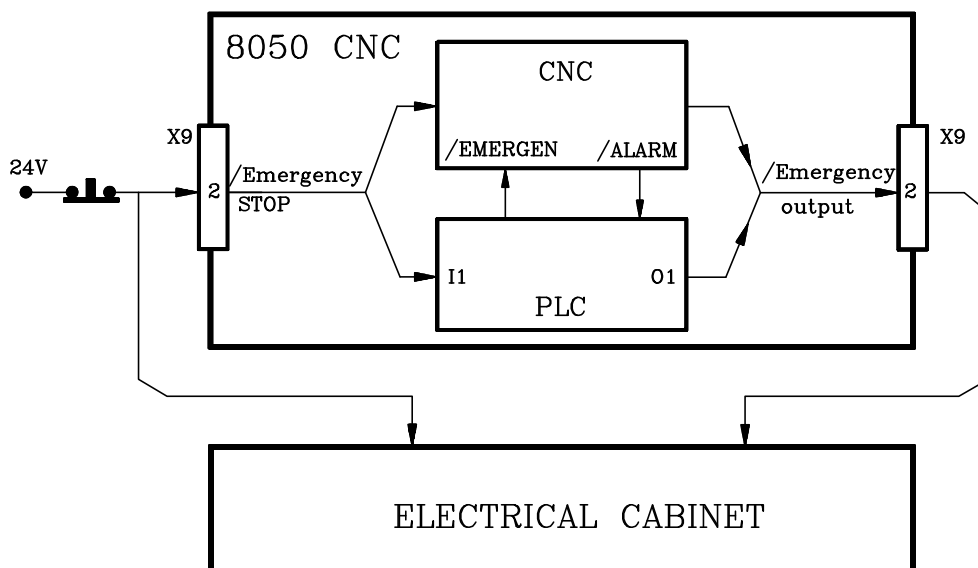 8050 CNC
CNC
X9
X9
/EMERGEN
/ALARM
24V
2
/Emergency
STOP
/Emergency
output
2
I1
O1
PLC
ELECTRICAL CABINET